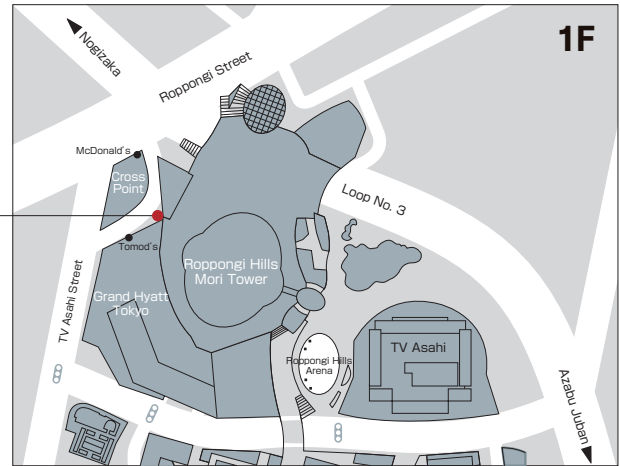 1F
Nogizaka
Roppongi Street
McDonald's
Cross
Point
Loop No. 3
Tomod's
Roppongi Hills
Mori Tower
Grand Hyatt
Tokyo
TV Asahi Street
Roppongi Hills
Arena
TV Asahi
Azabu Juban